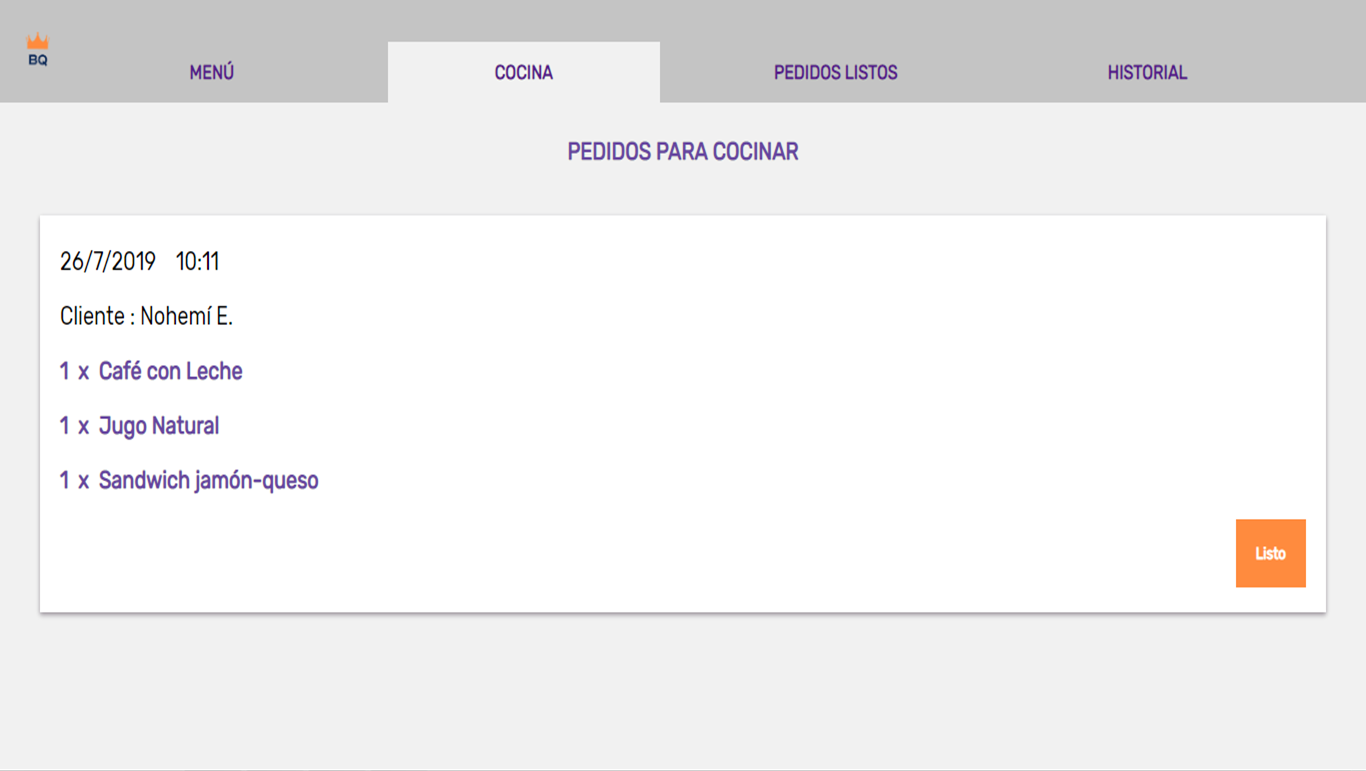 BQ
MENÚ COCINA PEDIDOS LISTOS HISTORIAL
PEDIDOS PARA COCINAR
26/7/2019 10:11
Cliente : Nohemí E.
1 x Café con Leche
1 x Jugo Natural
1 x Sandwich jamón-queso
Listo